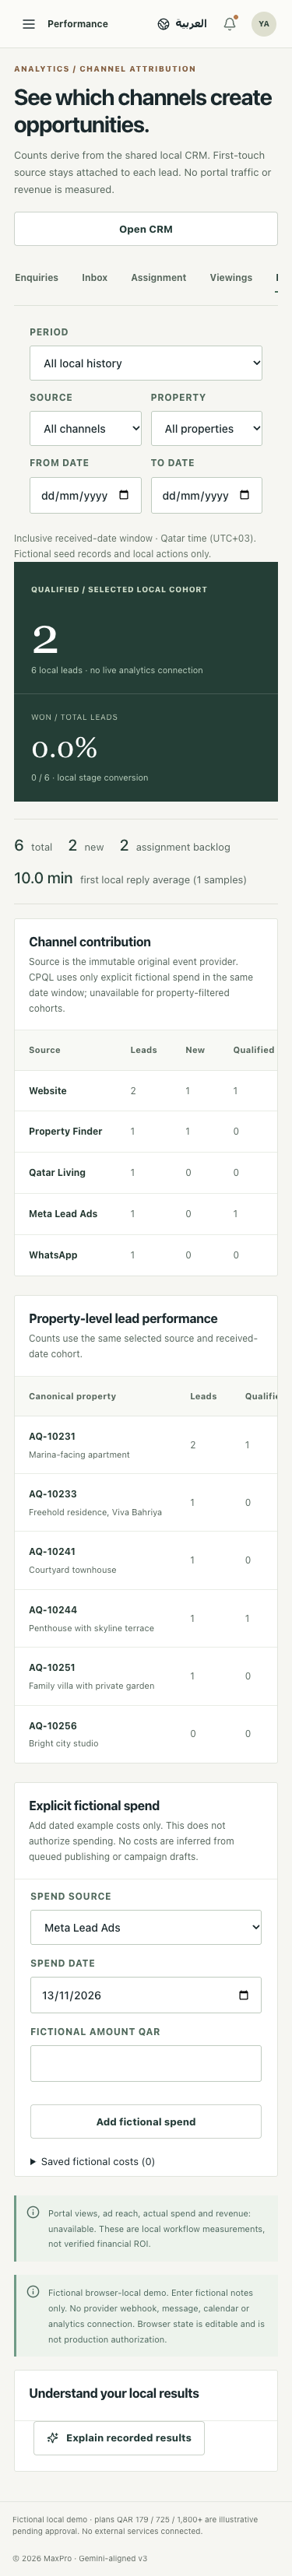 Performance العربية YA
ANALYTICS / CHANNEL ATTRIBUTION
See which channels create
opportunities.
Counts derive from the shared local CRM. First-touch
source stays attached to each lead. No portal traffic or
revenue is measured.
Open CRM
Enquiries Inbox Assignment Viewings
PERIOD
All local history
SOURCE PROPERTY
All channels All properties
FROM DATE TO DATE
dd/mm/yyyy dd/mm/yyyy
Inclusive received-date window · Qatar time (UTC+03).
Fictional seed records and local actions only.
QUALIFIED / SELECTED LOCAL COHORT
2
6 local leads · no live analytics connection
WON / TOTAL LEADS
0.0%
0 / 6 · local stage conversion
6 total 2 new 2 assignment backlog
10.0 min first local reply average (1 samples)
Channel contribution
Source is the immutable original event provider.
CPQL uses only explicit fictional spend in the same
date window; unavailable for property-filtered
cohorts.
Source Leads New Qualified
Website 2 1 1
Property Finder 1 1 0
Qatar Living 1 0 0
Meta Lead Ads 1 0 1
WhatsApp 1 0 0
Property-level lead performance
Counts use the same selected source and received-
date cohort.
Canonical property Leads Qualifie
AQ-10231
Marina-facing apartment 2 1
AQ-10233
Freehold residence, Viva Bahriya 1 0
AQ-10241
Courtyard townhouse 1 0
AQ-10244
Penthouse with skyline terrace 1 1
AQ-10251
Family villa with private garden 1 0
AQ-10256
Bright city studio 0 0
Explicit fictional spend
Add dated example costs only. This does not
authorize spending. No costs are inferred from
queued publishing or campaign drafts.
SPEND SOURCE
Meta Lead Ads
SPEND DATE
13/11/2026
FICTIONAL AMOUNT QAR
Add fictional spend
Saved fictional costs (0)
Portal views, ad reach, actual spend and revenue:
unavailable. These are local workflow measurements,
not verified financial ROI.
Fictional browser-local demo. Enter fictional notes
only. No provider webhook, message, calendar or
analytics connection. Browser state is editable and is
not production authorization.
Understand your local results
Explain recorded results
Fictional local demo · plans QAR 179 / 725 / 1,800+ are illustrative
pending approval. No external services connected.
© 2026 MaxPro · Gemini-aligned v3